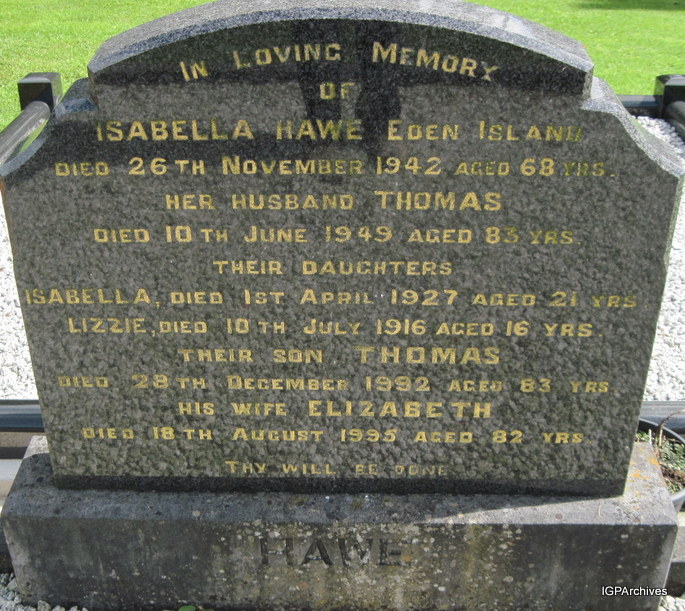 IN LOVING MEMORY
OF
ISABELLA HAWE EDEN ISLAND
DIED 26TH NOVEMBER 1942 AGED 68 YRS.
HER HUSBAND THOMAS
DIED 10TH JUNE 1949 AGED 83 YRS.
THEIR DAUGHTERS
ISABELLA, DIED 1ST APRIL 1927 AGED 21 YRS
LIZZIE, DIED 10TH JULY 1916 AGED 16 YRS
THEIR SON THOMAS
DIED 28TH DECEMBER 1992 AGED 83 YRS
HIS WIFE ELIZABETH
DIED 18TH AUGUST 1995 AGED 82 YRS
THY WILL BE DONE
HAWE
IGPArchives